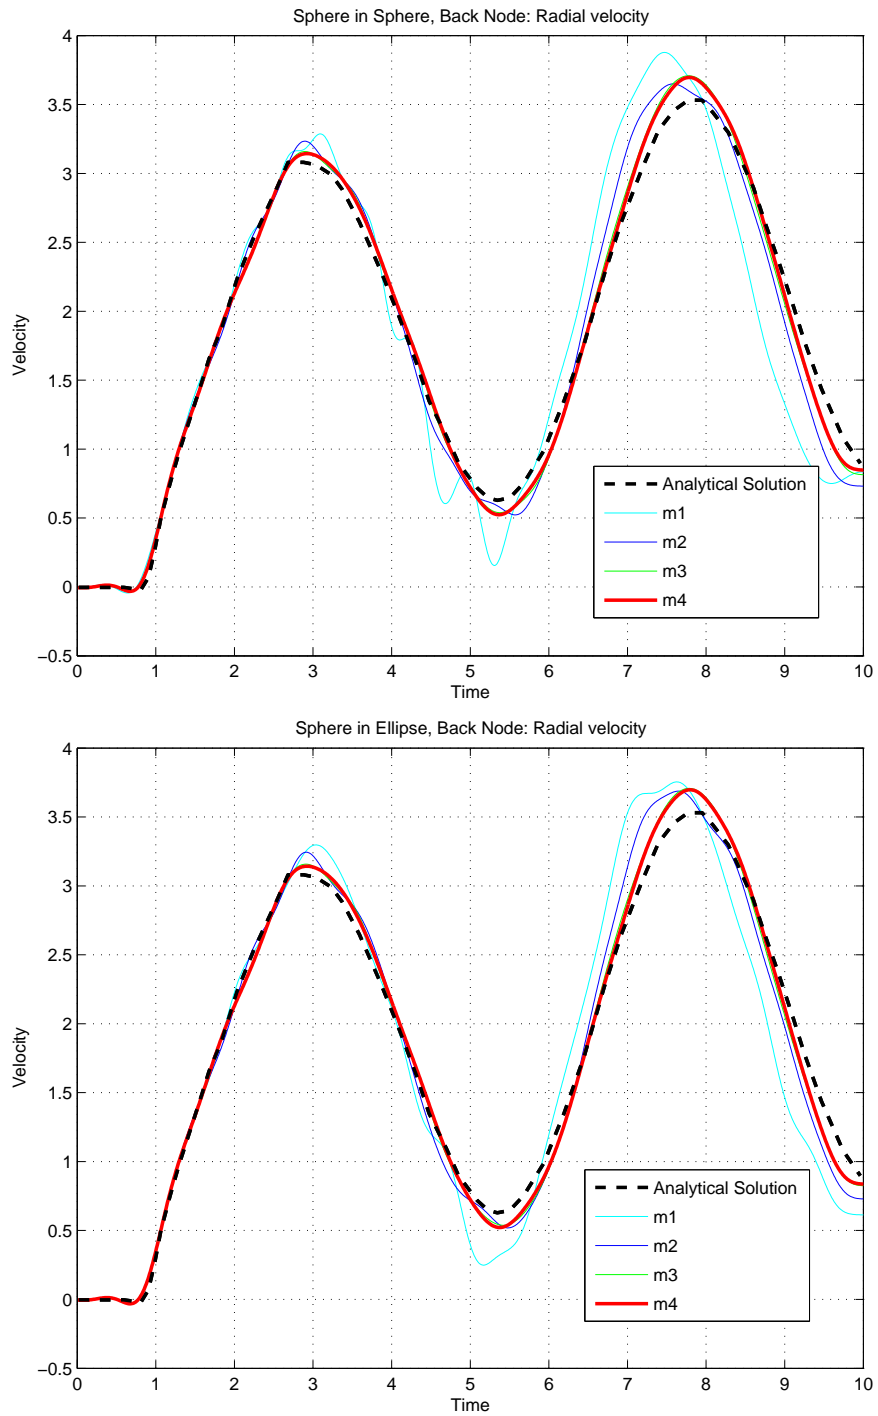 Sphere in Sphere, Back Node: Radial velocity
4
3.5
3
2.5
2
1.5
1
0.5
0
−0.5
Velocity
0 1 2 3 4 5 6 7 8 9 10
Time
Analytical Solution
m1
m2
m3
m4
Sphere in Ellipse, Back Node: Radial velocity
4
3.5
3
2.5
2
1.5
1
0.5
0
−0.5
Velocity
0 1 2 3 4 5 6 7 8 9 10
Time
Analytical Solution
m1
m2
m3
m4